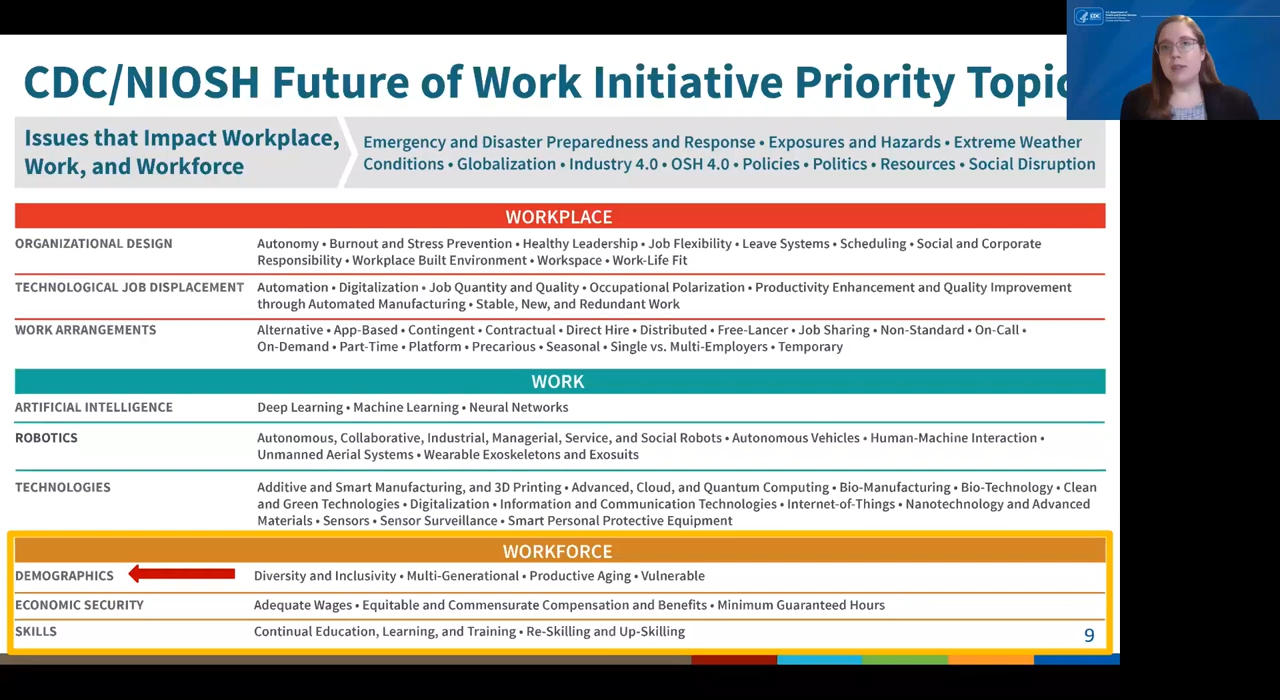 CDC
CDC/NIOSH Future of Work Initiative Priority Topic
Issues that Impact Workplace,
Work, and Workforce
Emergency and Disaster Preparedness and Response • Exposures and Hazards • Extreme Weather
Conditions • Globalization • Industry 4.0 • OSH 4.0 • Policies • Politics • Resources • Social Disruption
WORKPLACE
ORGANIZATIONAL DESIGN
Autonomy • Burnout and Stress Prevention • Healthy Leadership • Job Flexibility • Leave Systems • Scheduling • Social and Corporate
Responsibility • Workplace Built Environment • Workspace • Work-Life Fit
TECHNOLOGICAL JOB DISPLACEMENT
Automation • Digitalization • Job Quantity and Quality • Occupational Polarization • Productivity Enhancement and Quality Improvement
through Automated Manufacturing • Stable, New, and Redundant Work
WORK ARRANGEMENTS
Alternative • App-Based • Contingent • Contractual • Direct Hire • Distributed • Free-Lancer • Job Sharing • Non-Standard • On-Call •
On-Demand • Part-Time • Platform • Precarious • Seasonal • Single vs. Multi-Employers • Temporary
WORK
ARTIFICIAL INTELLIGENCE
Deep Learning • Machine Learning • Neural Networks
ROBOTICS
Autonomous, Collaborative, Industrial, Managerial, Service, and Social Robots • Autonomous Vehicles • Human-Machine Interaction •
Unmanned Aerial Systems • Wearable Exoskeletons and Exosuits
TECHNOLOGIES
Additive and Smart Manufacturing, and 3D Printing • Advanced, Cloud, and Quantum Computing • Bio-Manufacturing • Bio-Technology • Clean
and Green Technologies • Digitalization • Information and Communication Technologies • Internet-of-Things • Nanotechnology and Advanced
Materials • Sensors • Sensor Surveillance • Smart Personal Protective Equipment
WORKFORCE
DEMOGRAPHICS
Diversity and Inclusivity • Multi-Generational • Productive Aging • Vulnerable
ECONOMIC SECURITY
Adequate Wages • Equitable and Commensurate Compensation and Benefits • Minimum Guaranteed Hours
SKILLS
Continual Education, Learning, and Training • Re-Skilling and Up-Skilling
9